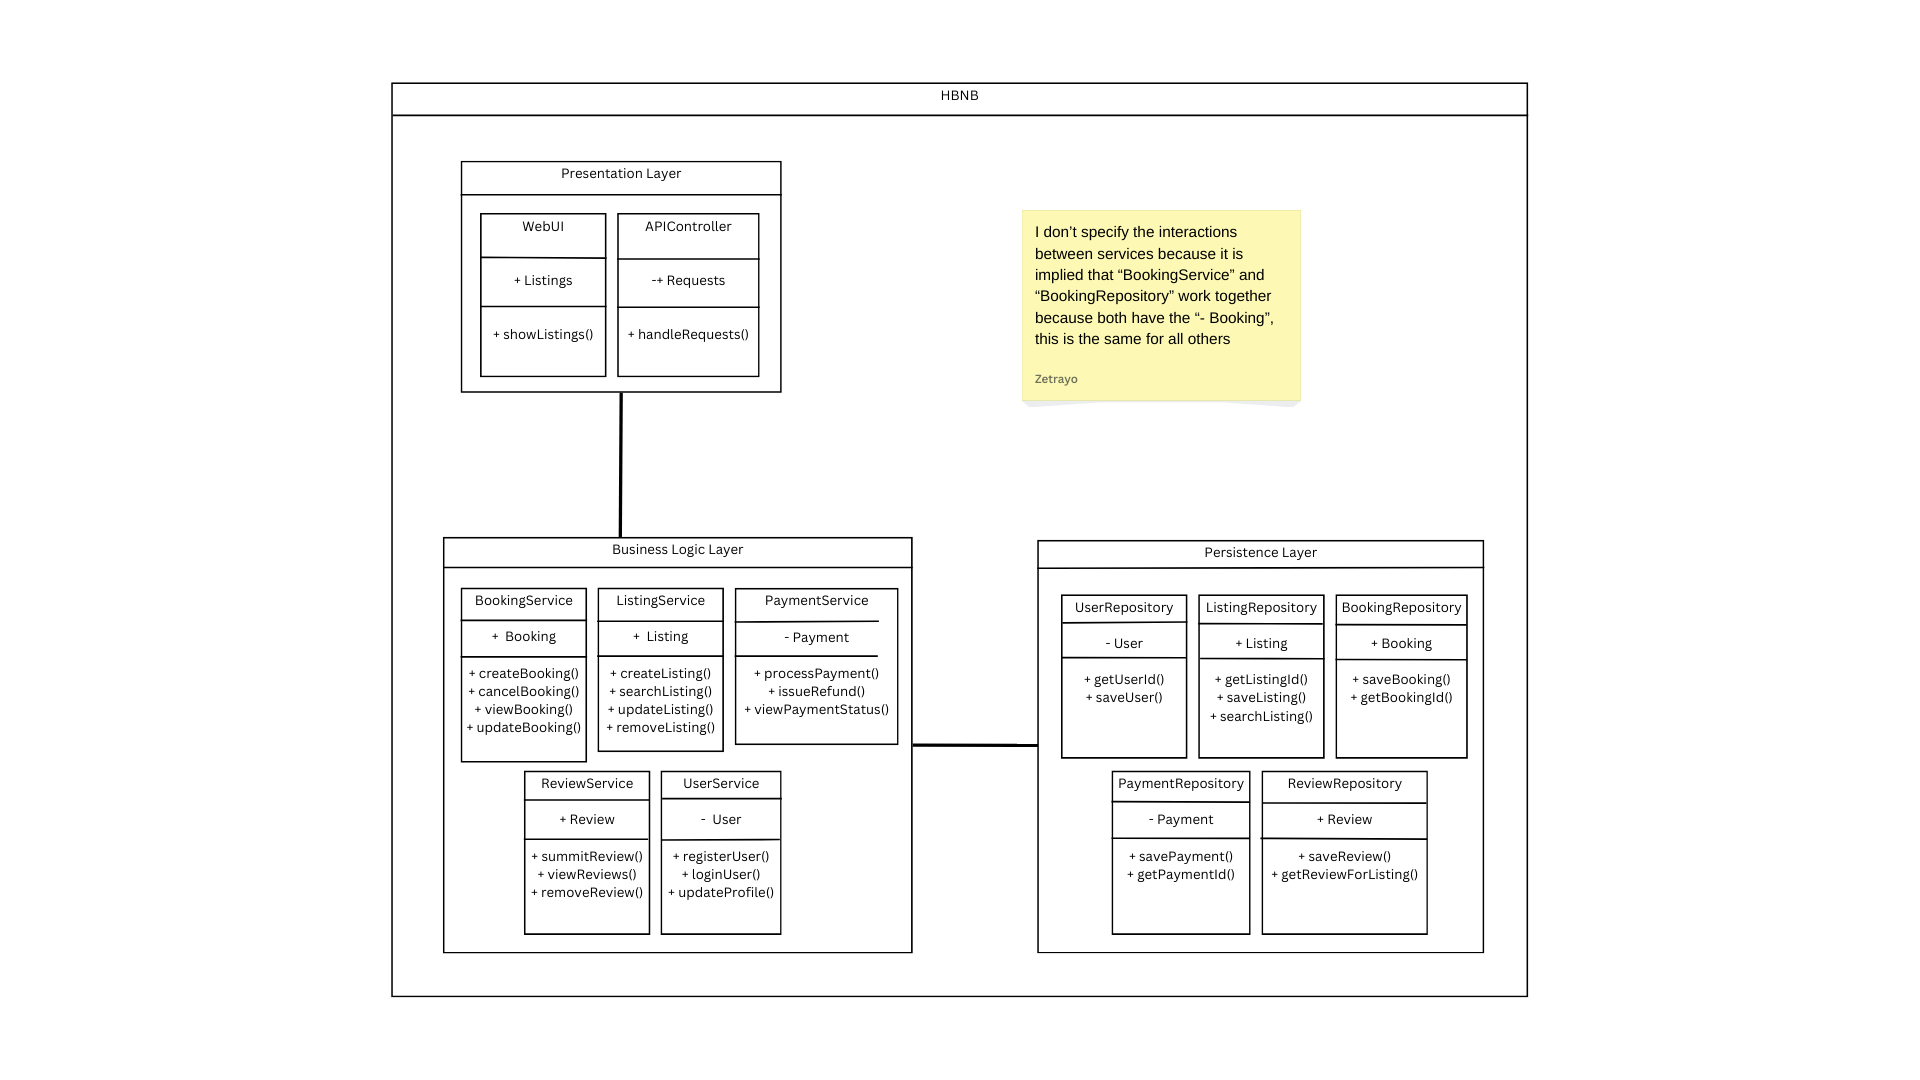 HBNB
Presentation Layer
WebUI
+ Listings
+ showListings()
APIController
-+ Requests
+ handleRequests()
I don’t specify the interactions
between services because it is
implied that “BookingService” and
“BookingRepository” work together
because both have the “- Booking”,
this is the same for all others
Zetrayo
Business Logic Layer
BookingService
+ Booking
+ createBooking()
+ cancelBooking()
+ viewBooking()
+ updateBooking()
ListingService
+ Listing
+ createListing()
+ searchListing()
+ updateListing()
+ removeListing()
PaymentService
- Payment
+ processPayment()
+ issueRefund()
+ viewPaymentStatus()
ReviewService
+ Review
+ summitReview()
+ viewReviews()
+ removeReview()
UserService
- User
+ registerUser()
+ loginUser()
+ updateProfile()
Persistence Layer
UserRepository
- User
+ getUserId()
+ saveUser()
ListingRepository
+ Listing
+ getListingId()
+ saveListing()
+ searchListing()
BookingRepository
+ Booking
+ saveBooking()
+ getBookingId()
PaymentRepository
- Payment
+ savePayment()
+ getPaymentId()
ReviewRepository
+ Review
+ saveReview()
+ getReviewForListing()